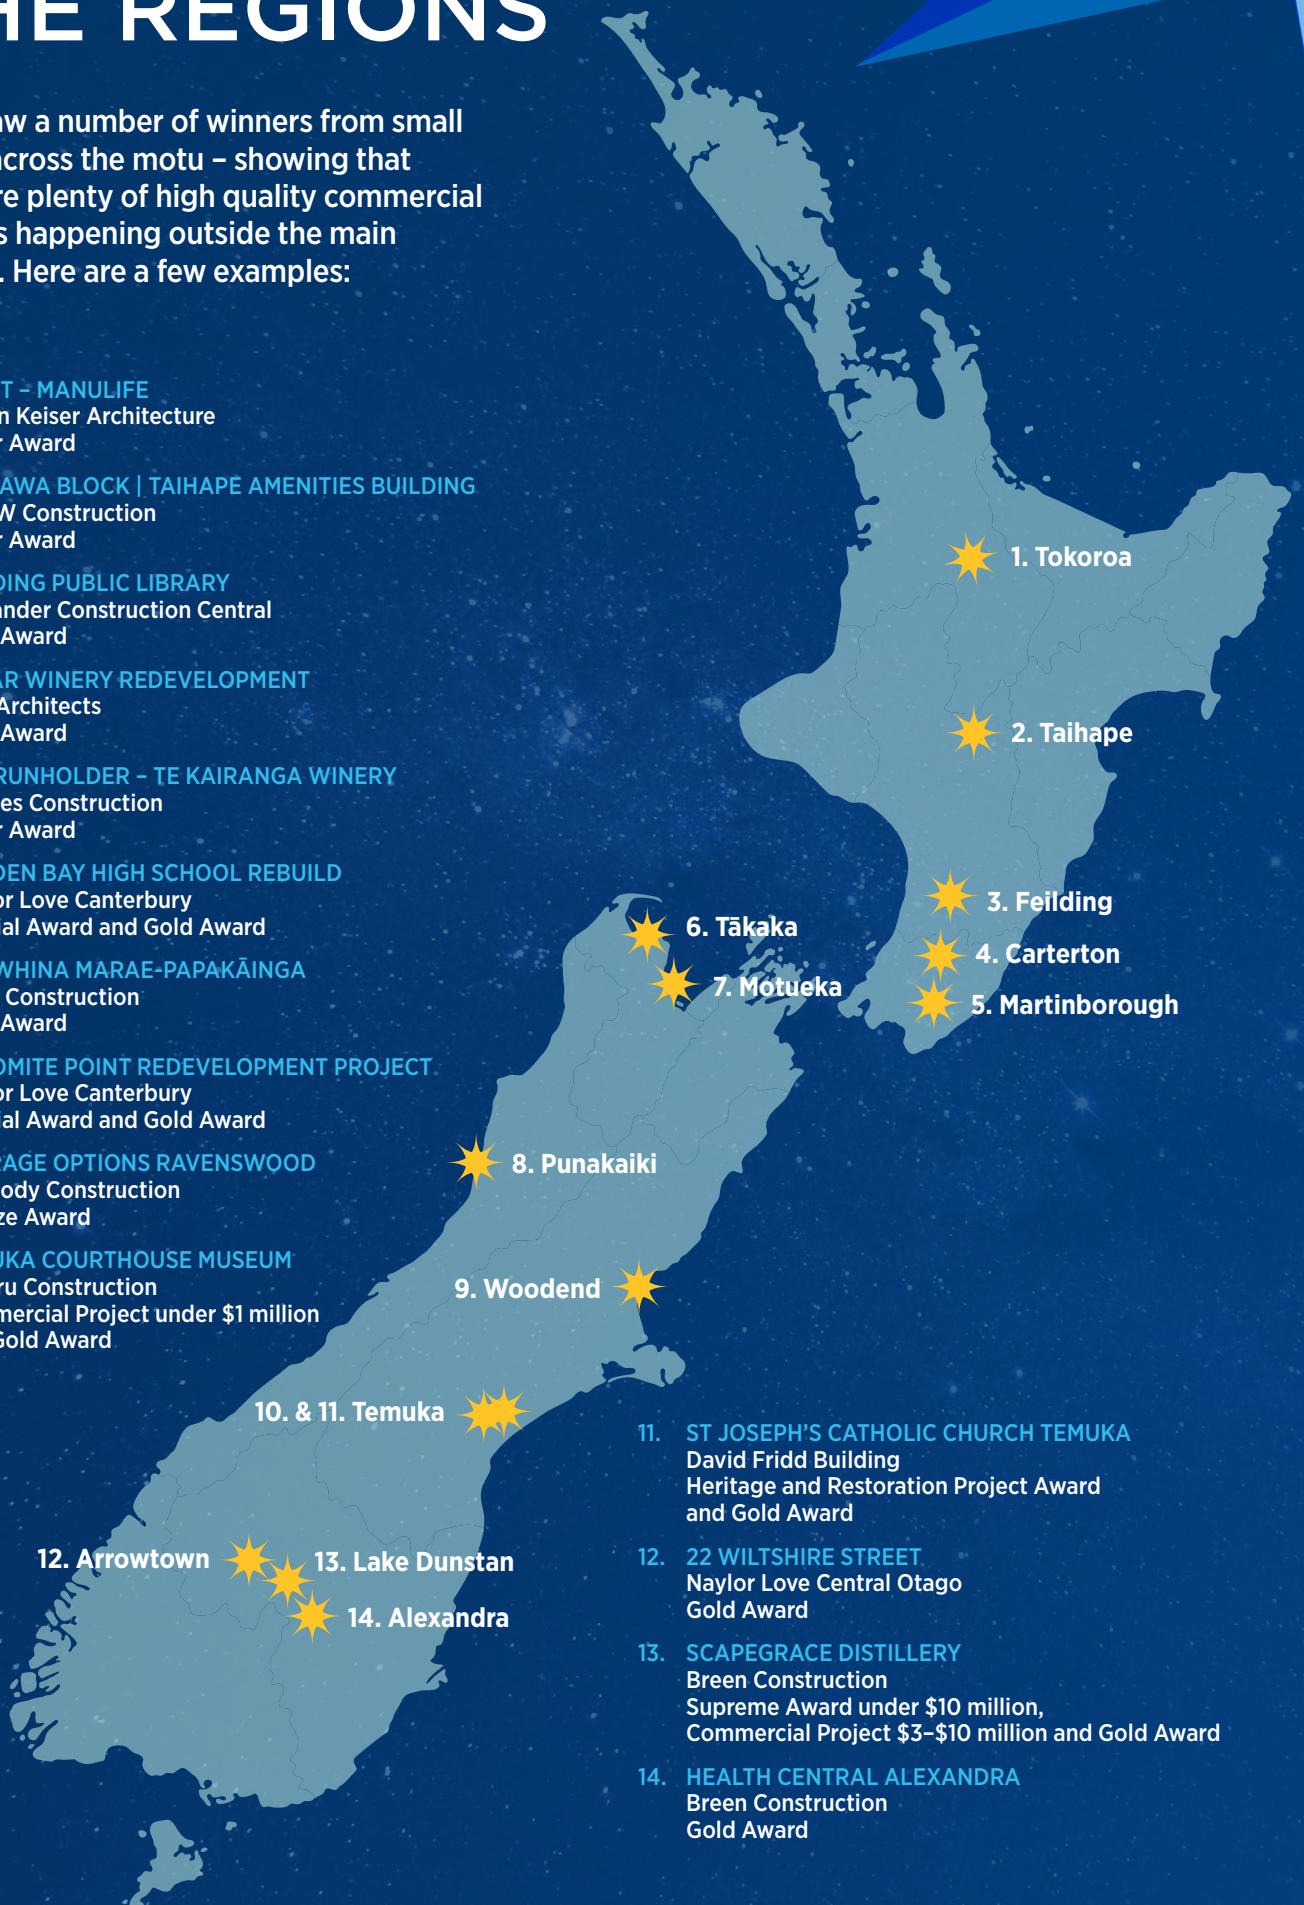 HE REGIONS
aw a number of winners from small
across the motu – showing that
re plenty of high quality commercial
s happening outside the main
. Here are a few examples:
T – MANULIFE
n Keiser Architecture
r Award
AWA BLOCK | TAIHAPE AMENITIES BUILDING
W Construction
r Award
DING PUBLIC LIBRARY
ander Construction Central
Award
AR WINERY REDEVELOPMENT
Architects
Award
RUNHOLDER – TE KAIRANGA WINERY
es Construction
r Award
DEN BAY HIGH SCHOOL REBUILD
or Love Canterbury
ial Award and Gold Award
WHINA MARAE-PAPAKĀINGA
Construction
Award
OMITE POINT REDEVELOPMENT PROJECT
or Love Canterbury
ial Award and Gold Award
RAGE OPTIONS RAVENSWOOD
ody Construction
ze Award
UKA COURTHOUSE MUSEUM
ru Construction
mercial Project under $1 million
Gold Award
1. Tokoroa
2. Taihape
3. Feilding
4. Carterton
5. Martinborough
6. Tākaka
7. Motueka
8. Punakaiki
9. Woodend
10. & 11. Temuka
12. Arrowtown
13. Lake Dunstan
14. Alexandra
11. ST JOSEPH'S CATHOLIC CHURCH TEMUKA
David Fridd Building
Heritage and Restoration Project Award
and Gold Award
12. 22 WILTSHIRE STREET
Naylor Love Central Otago
Gold Award
13. SCAPEGRACE DISTILLERY
Breen Construction
Supreme Award under $10 million,
Commercial Project $3–$10 million and Gold Award
14. HEALTH CENTRAL ALEXANDRA
Breen Construction
Gold Award